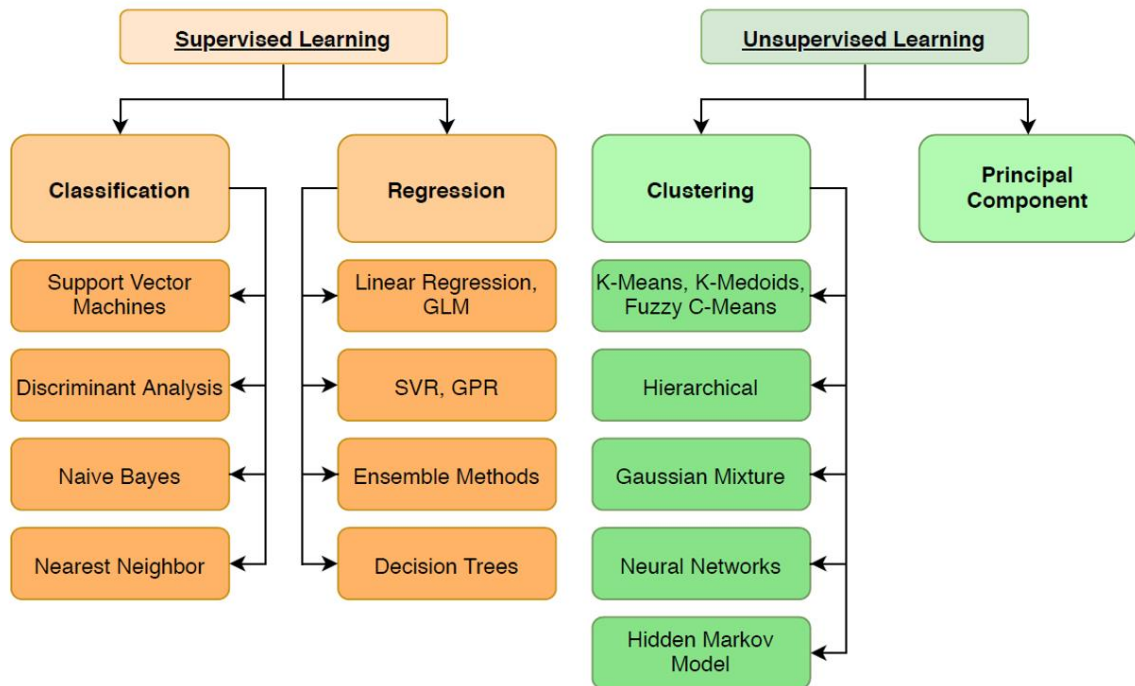 Supervised Learning
Unsupervised Learning
Classification
Regression
Clustering
Principal
Component
Support Vector
Machines
Linear Regression,
GLM
K-Means, K-Medoids,
Fuzzy C-Means
Discriminant Analysis
SVR, GPR
Hierarchical
Naive Bayes
Ensemble Methods
Gaussian Mixture
Nearest Neighbor
Decision Trees
Neural Networks
Hidden Markov
Model